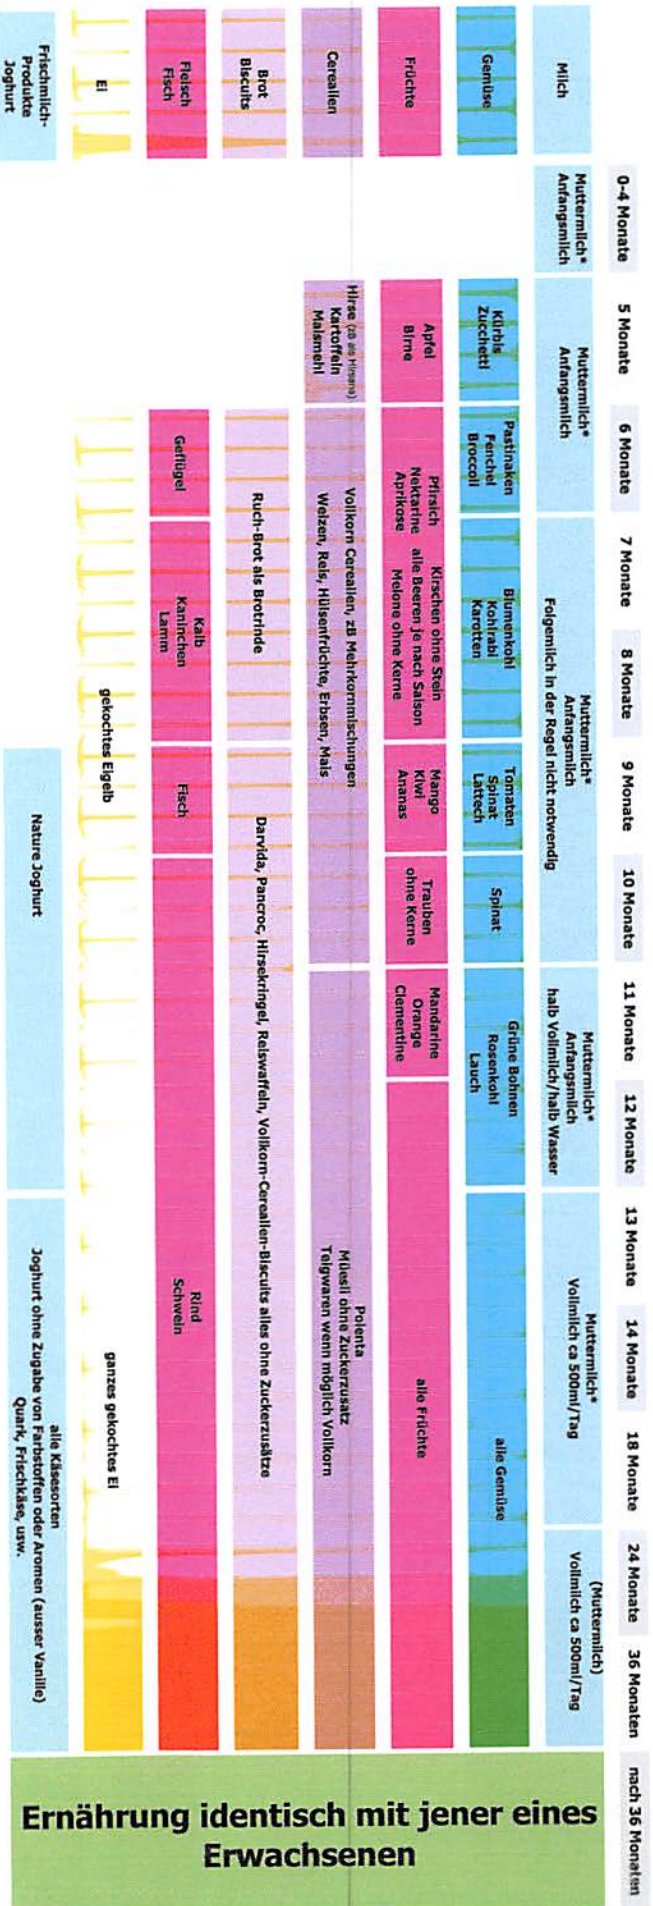 0-4 Monate
5 Monate
6 Monate
7 Monate
8 Monate
9 Monate
10 Monate
11 Monate
12 Monate
13 Monate
14 Monate
18 Monate
24 Monate
36 Monaten
nach 36 Monaten
Milch
Muttermilch*
Anfangsmilch
Muttermilch*
Anfangsmilch
Muttermilch*
Anfangsmilch
Folgemilch in der Regel nicht notwendig
Muttermilch*
Anfangsmilch
halb Vollmilch/halb Wasser
Muttermilch*
Vollmilch ca 500ml/Tag
(Muttermilch)
Vollmilch ca 500ml/Tag
Gemüse
Kürbis
Zucchetti
Pastinaken
Fenchel
Broccoli
Blumenkohl
Kohlrabi
Karotten
Tomaten
Spinat
Lattech
Spinat
Grüne Bohnen
Rosenkohl
Lauch
alle Gemüse
Früchte
Apfel
Birne
Pfirsich
Nektarine
Aprikose
Kirschen ohne Stein
alle Beeren je nach Saison
Melone ohne Kerne
Mango
Kiwi
Ananas
Trauben
ohne Kerne
Mandarine
Orange
Clementine
alle Früchte
Cerealien
Hirse (zB als Hirsana)
Kartoffeln
Maismehl
Vollkorn Cerealien, zB Mehrkornmischungen
Weizen, Reis, Hülsenfrüchte, Erbsen, Mais
Polenta
Müesli ohne Zuckerzusatz
Teigwaren wenn möglich Vollkorn
Brot
Biscuits
Ruch-Brot als Brotrinde
Darvida, Pancroc, Hirsekringel, Reiswaffeln, Vollkorn-Cerealien-Biscuits alles ohne Zuckerzusätze
Fleisch
Fisch
Geflügel
Kalb
Kaninchen
Lamm
Fisch
Rind
Schwein
Ei
gekochtes Eigelb
ganzes gekochtes Ei
Frischmilch-
Produkte
Joghurt
Nature Joghurt
alle Käsesorten
Joghurt ohne Zugabe von Farbstoffen oder Aromen (ausser Vanille)
Quark, Frischkäse, usw.
Ernährung identisch mit jener eines
Erwachsenen